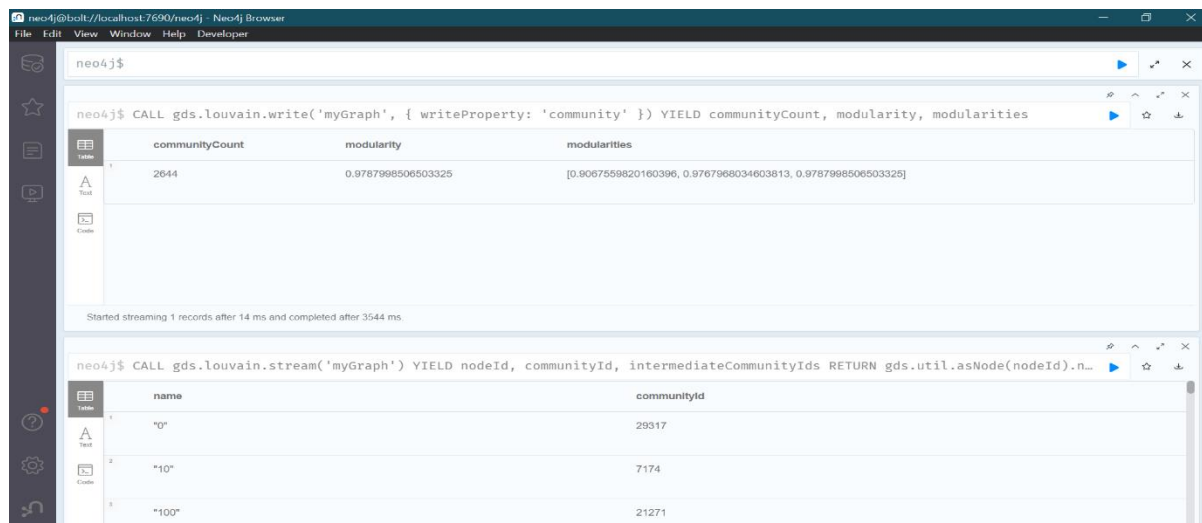 neo4j@bolt://localhost:7690/neo4j - Neo4j Browser
File Edit View Window Help Developer
neo4j$
neo4j$ CALL gds.louvain.write('myGraph', { writeProperty: 'community' }) YIELD communityCount, modularity, modularities
Table
communityCount modularity modularities
1
2644 0.9787998506503325 [0.9067559820160396, 0.9767968034603813, 0.9787998506503325]
A
Text
Code
Started streaming 1 records after 14 ms and completed after 3544 ms.
neo4j$ CALL gds.louvain.stream('myGraph') YIELD nodeId, communityId, intermediateCommunityIds RETURN gds.util.asNode(nodeId).n…
Table
name communityId
1
"0" 29317
A
Text
2
"10" 7174
Code
3
"100" 21271